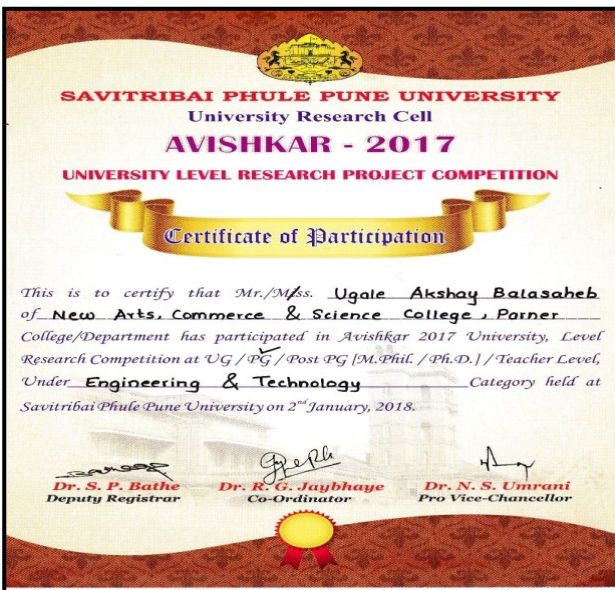 SAVITRIBAI PHULE PUNE UNIVERSITY
University Research Cell
AVISHKAR - 2017
UNIVERSITY LEVEL RESEARCH PROJECT COMPETITION
Certificate of Participation
This is to certify that Mr./Miss. Ugale Akshay Balasaheb
of New Arts, Commerce & Science College, Parner
College/Department has participated in Avishkar 2017 University, Level
Research Competition at UG / PG / Post PG [M.Phil. / Ph.D.] / Teacher Level,
Under Engineering & Technology Category held at
Savitribai Phule Pune University on 2nd January, 2018.
Dr. S. P. Bathe Dr. R. G. Jaybhaye Dr. N. S. Umrani
Deputy Registrar Co-Ordinator Pro Vice-Chancellor